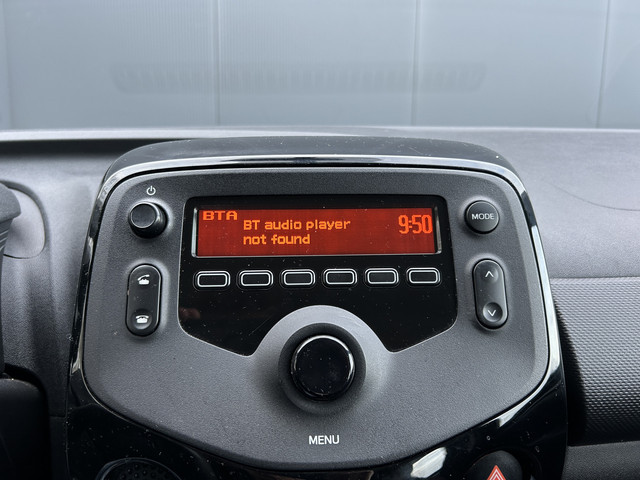 BTA
BT audio player
not found
9:50
MODE
MENU